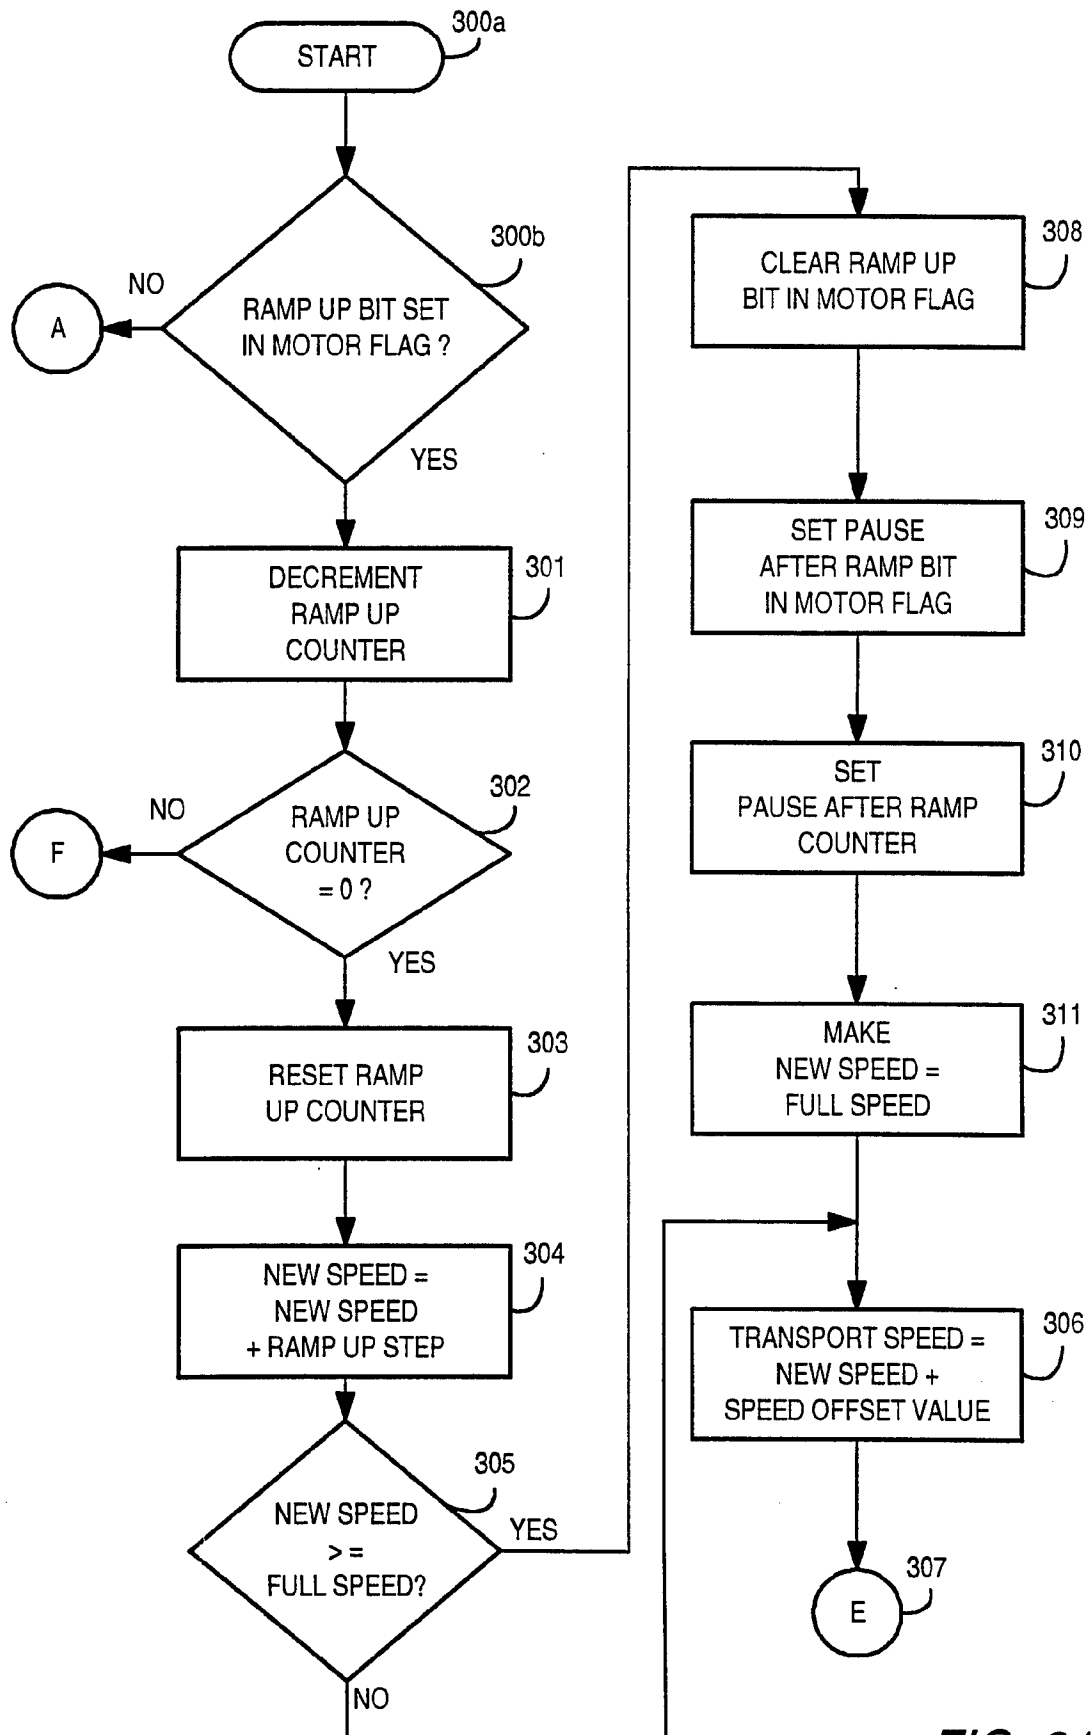 START
300a
RAMP UP BIT SET
IN MOTOR FLAG ?
300b
NO
A
YES
DECREMENT
RAMP UP
COUNTER
301
RAMP UP
COUNTER
= 0 ?
302
NO
F
YES
RESET RAMP
UP COUNTER
303
NEW SPEED =
NEW SPEED
+ RAMP UP STEP
304
NEW SPEED
> =
FULL SPEED?
305
YES
NO
CLEAR RAMP UP
BIT IN MOTOR FLAG
308
SET PAUSE
AFTER RAMP BIT
IN MOTOR FLAG
309
SET
PAUSE AFTER RAMP
COUNTER
310
MAKE
NEW SPEED =
FULL SPEED
311
TRANSPORT SPEED =
NEW SPEED +
SPEED OFFSET VALUE
306
E
307